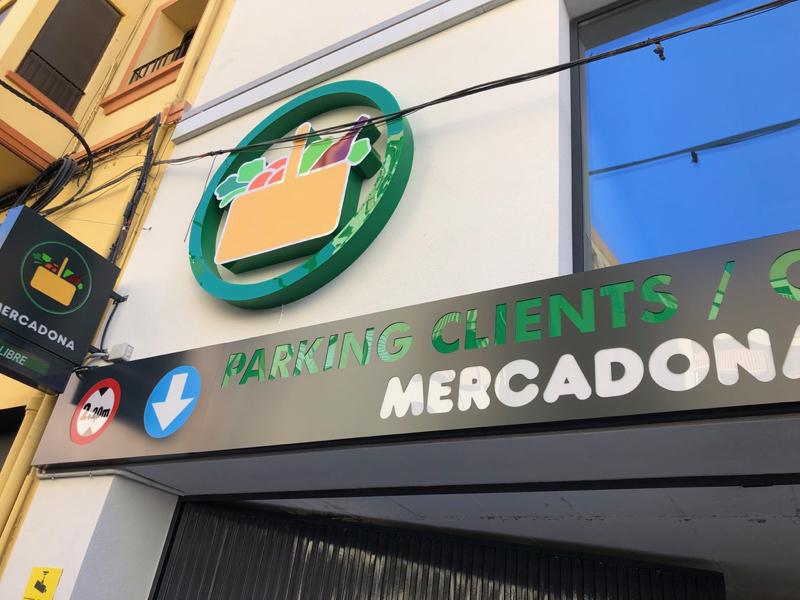 MERCADONA
LIBRE
2.20m
PARKING CLIENTS / C
MERCADONA